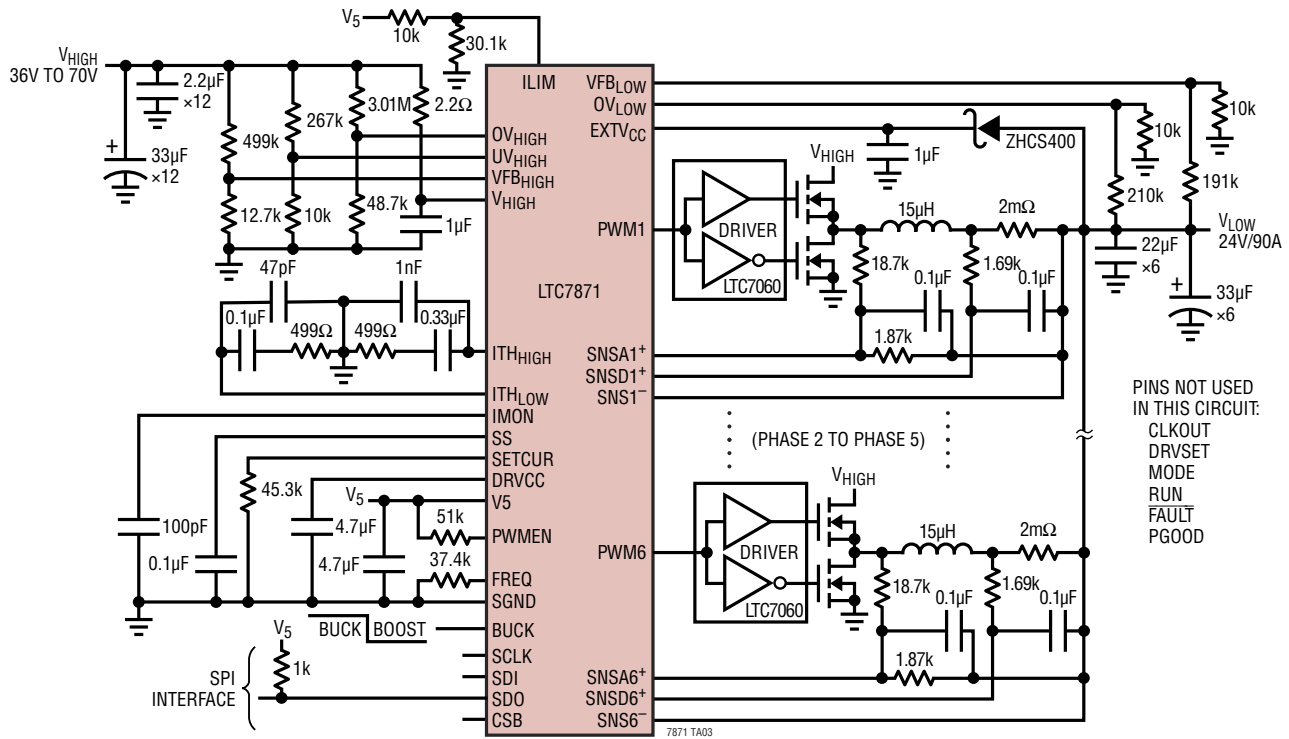 V5
10k
30.1k
VHIGH
36V TO 70V
2.2µF
×12
33µF
×12
499k
267k
3.01M
2.2Ω
12.7k
10k
48.7k
1µF
ILIM
OVHIGH
UVHIGH
VFBHIGH
VHIGH
47pF
1nF
0.1µF
499Ω
499Ω
0.33µF
ITHHIGH
ITHLOW
IMON
SS
SETCUR
DRVCC
V5
PWMEN
FREQ
SGND
BUCK
SCLK
SDI
SDO
CSB
LTC7871
100pF
0.1µF
45.3k
4.7µF
V5
4.7µF
51k
37.4k
BUCK
BOOST
V5
1k
SPI
INTERFACE
VFBLOW
OVLOW
EXTVCC
PWM1
SNSA1+
SNSD1+
SNS1–
PWM6
SNSA6+
SNSD6+
SNS6–
1µF
ZHCS400
10k
10k
210k
191k
VHIGH
DRIVER
LTC7060
15µH
2mΩ
18.7k
0.1µF
1.69k
0.1µF
1.87k
VLOW
24V/90A
22µF
×6
33µF
×6
(PHASE 2 TO PHASE 5)
VHIGH
DRIVER
LTC7060
15µH
2mΩ
18.7k
0.1µF
1.69k
0.1µF
1.87k
PINS NOT USED
IN THIS CIRCUIT:
CLKOUT
DRVSET
MODE
RUN
FAULT
PGOOD
7871 TA03